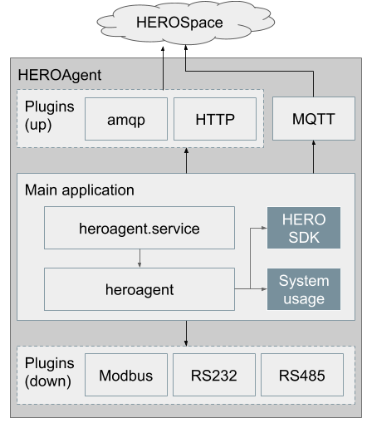 HEROSpace
HEROAgent
Plugins
(up)
amqp
HTTP
MQTT
Main application
heroagent.service
HERO
SDK
heroagent
System
usage
Plugins
(down)
Modbus
RS232
RS485